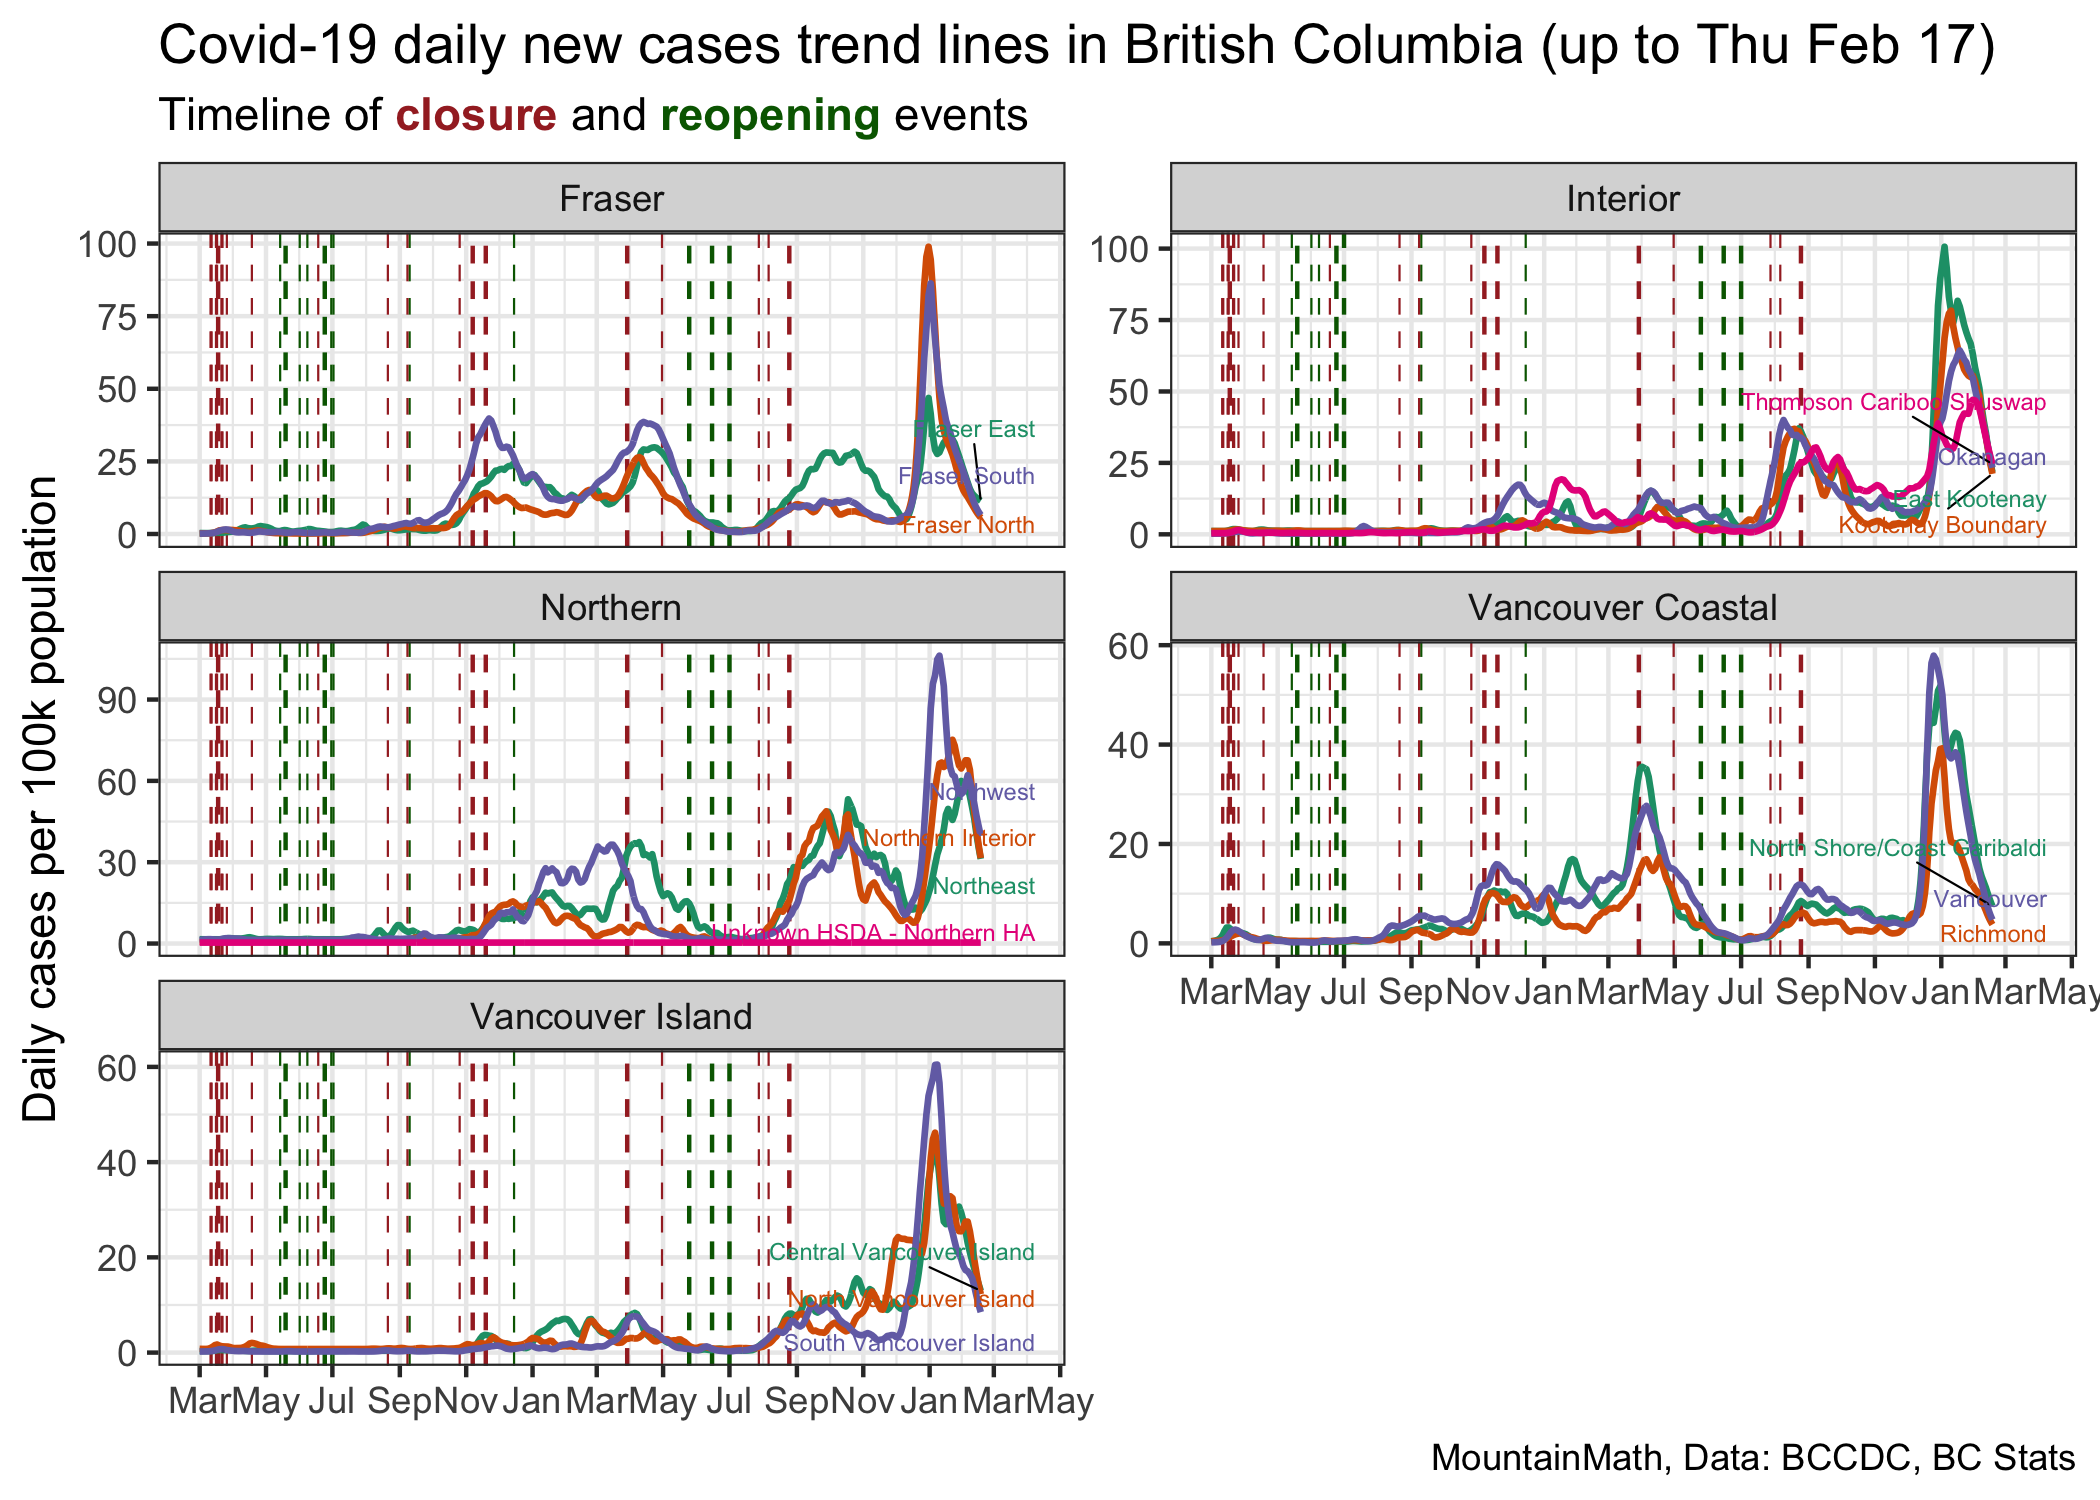 Covid-19 daily new cases trend lines in British Columbia (up to Thu Feb 17)
Timeline of closure and reopening events
Daily cases per 100k population
Fraser
100
75
50
25
0
Fraser East
Fraser South
Fraser North
Interior
100
75
50
25
0
Thompson Cariboo Shuswap
Okanagan
East Kootenay
Kootenay Boundary
Northern
90
60
30
0
Northwest
Northern Interior
Northeast
Unknown HSDA - Northern HA
Vancouver Coastal
60
40
20
0
North Shore/Coast Garibaldi
Vancouver
Richmond
Mar May Jul Sep Nov Jan Mar May Jul Sep Nov Jan Mar May
Vancouver Island
60
40
20
0
Central Vancouver Island
North Vancouver Island
South Vancouver Island
Mar May Jul Sep Nov Jan Mar May Jul Sep Nov Jan Mar May
MountainMath, Data: BCCDC, BC Stats